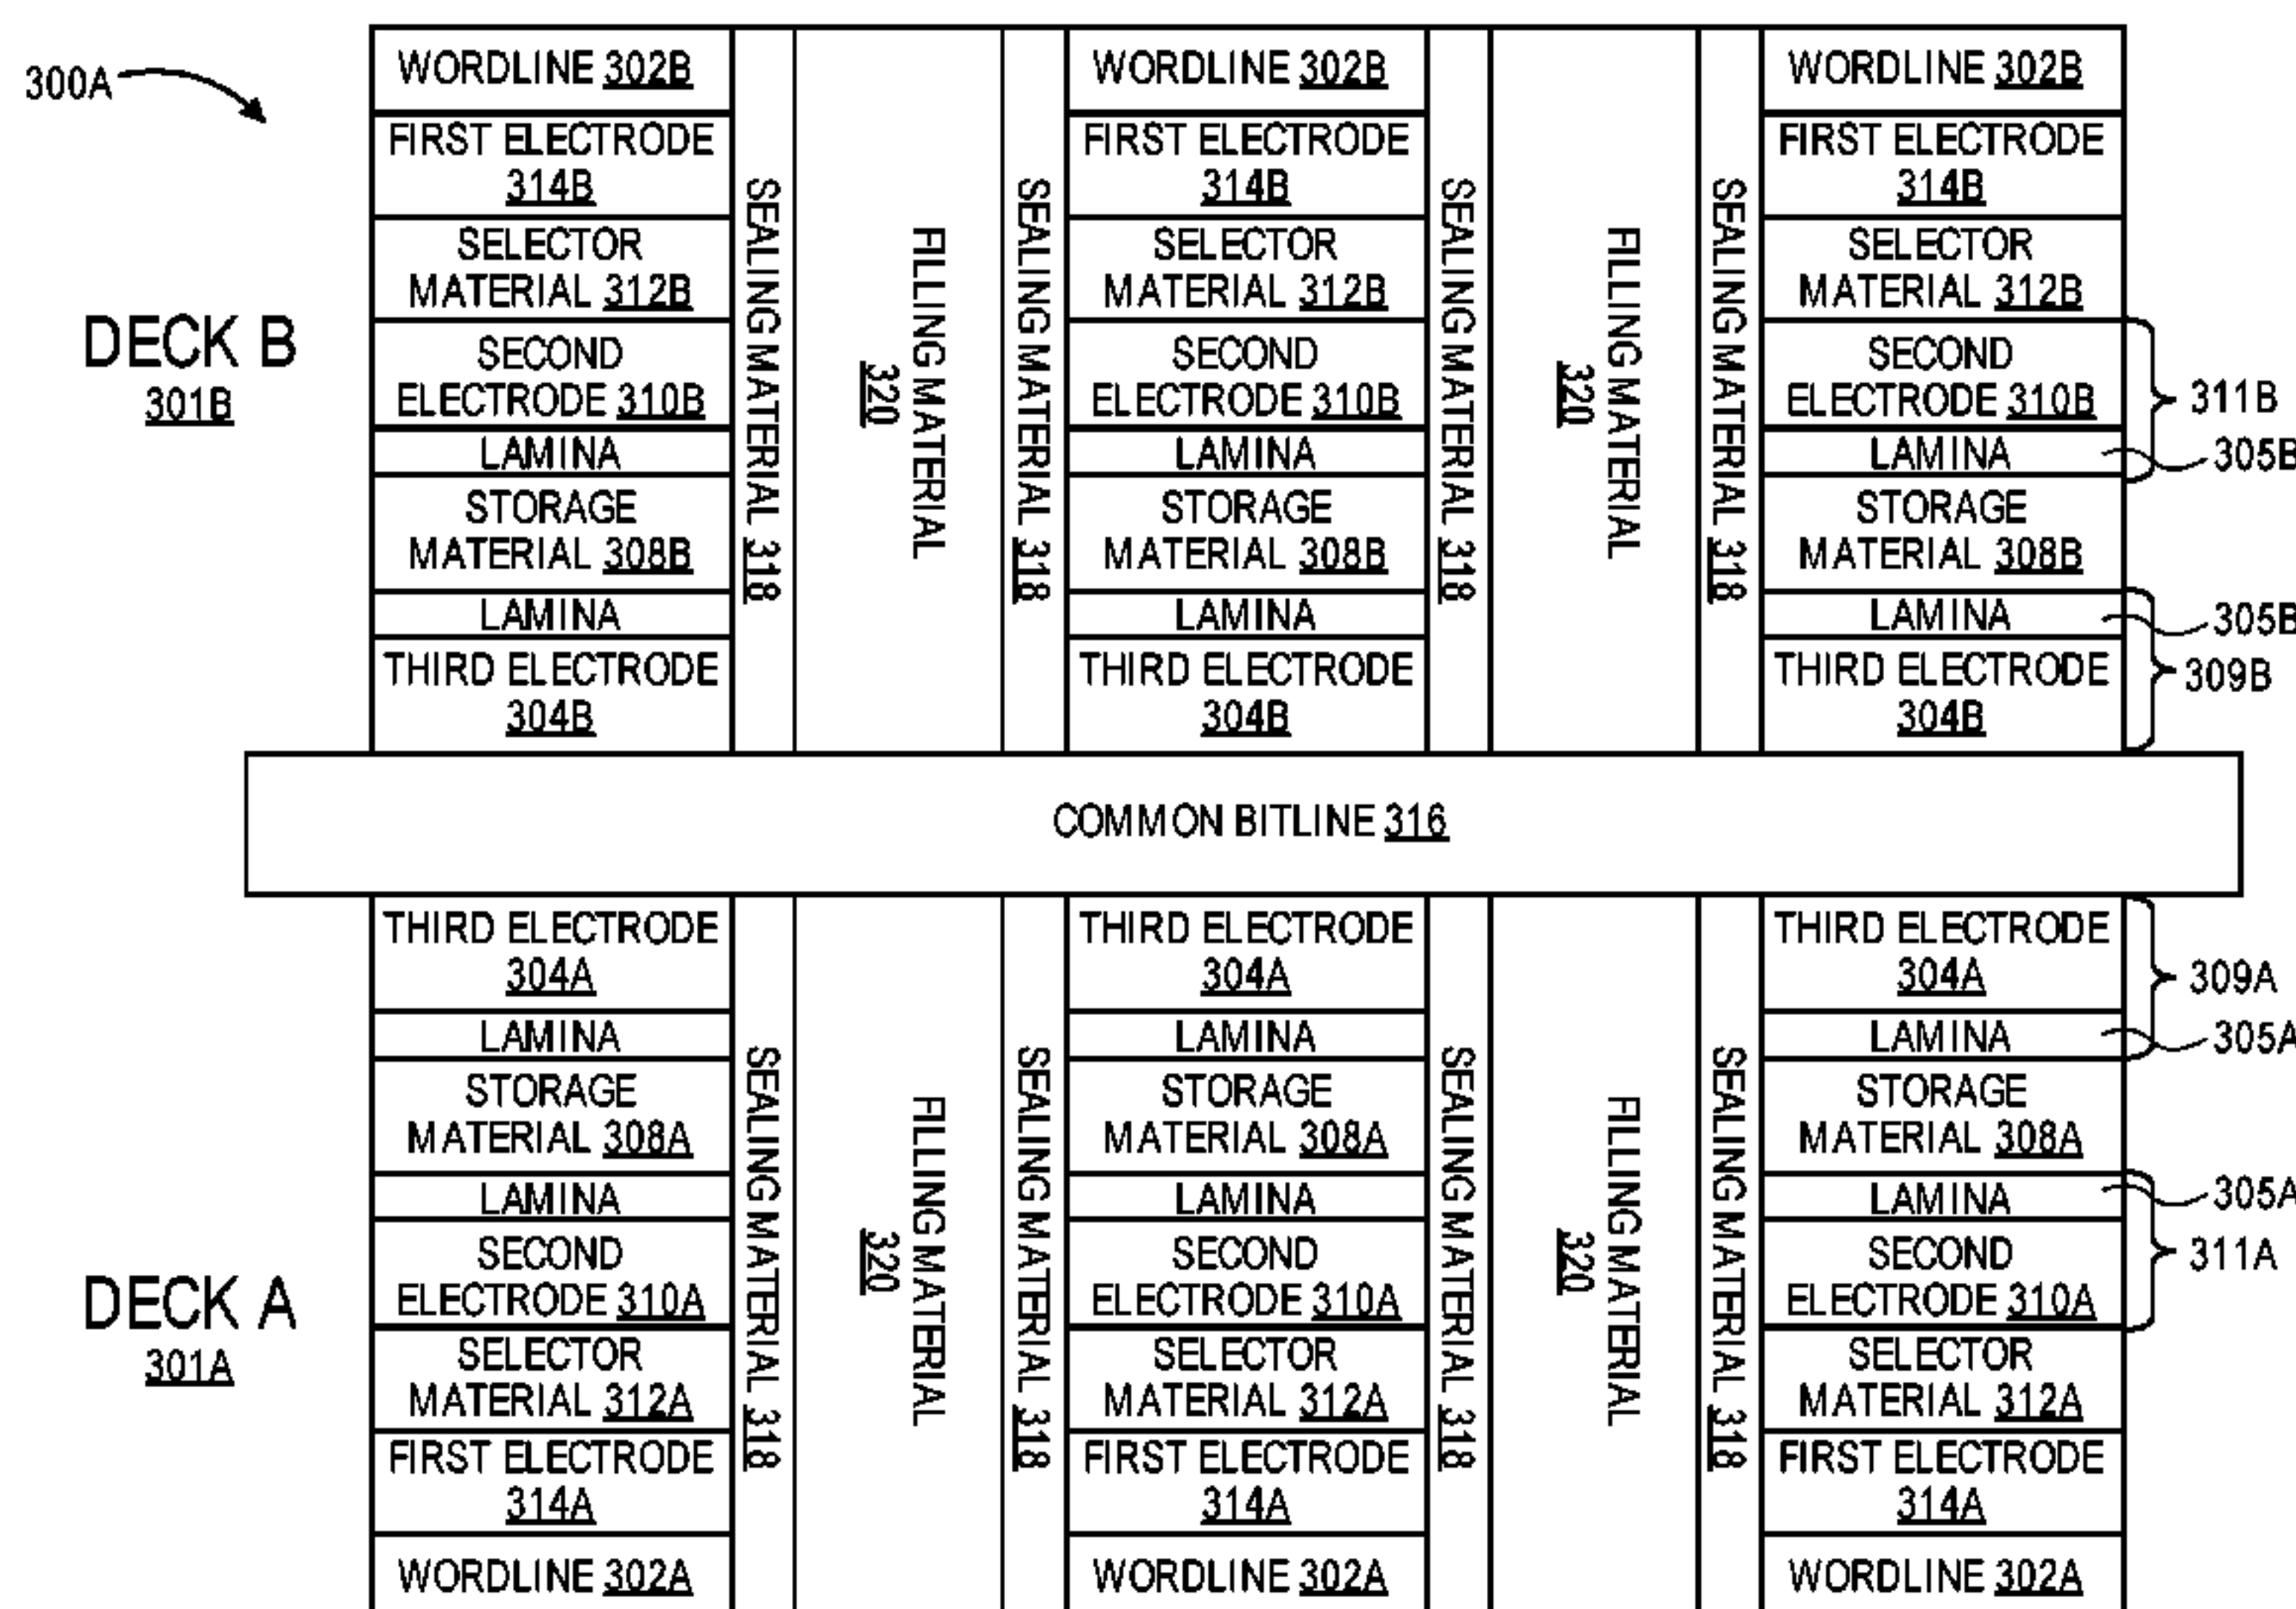 300A
DECK B
301B
WORDLINE 302B
FIRST ELECTRODE
314B
SELECTOR
MATERIAL 312B
SECOND
ELECTRODE 310B
LAMINA
STORAGE
MATERIAL 308B
LAMINA
THIRD ELECTRODE
304B
SEALING MATERIAL 318
FILLING MATERIAL
320
SEALING MATERIAL 318
WORDLINE 302B
FIRST ELECTRODE
314B
SELECTOR
MATERIAL 312B
SECOND
ELECTRODE 310B
LAMINA
STORAGE
MATERIAL 308B
LAMINA
THIRD ELECTRODE
304B
SEALING MATERIAL 318
FILLING MATERIAL
320
SEALING MATERIAL 318
WORDLINE 302B
FIRST ELECTRODE
314B
SELECTOR
MATERIAL 312B
SECOND
ELECTRODE 310B
LAMINA
STORAGE
MATERIAL 308B
LAMINA
THIRD ELECTRODE
304B
311B
305B
305B
309B
COMMON BITLINE 316
DECK A
301A
THIRD ELECTRODE
304A
LAMINA
STORAGE
MATERIAL 308A
LAMINA
SECOND
ELECTRODE 310A
SELECTOR
MATERIAL 312A
FIRST ELECTRODE
314A
WORDLINE 302A
SEALING MATERIAL 318
FILLING MATERIAL
320
SEALING MATERIAL 318
THIRD ELECTRODE
304A
LAMINA
STORAGE
MATERIAL 308A
LAMINA
SECOND
ELECTRODE 310A
SELECTOR
MATERIAL 312A
FIRST ELECTRODE
314A
WORDLINE 302A
SEALING MATERIAL 318
FILLING MATERIAL
320
SEALING MATERIAL 318
THIRD ELECTRODE
304A
LAMINA
STORAGE
MATERIAL 308A
LAMINA
SECOND
ELECTRODE 310A
SELECTOR
MATERIAL 312A
FIRST ELECTRODE
314A
WORDLINE 302A
309A
305A
305A
311A